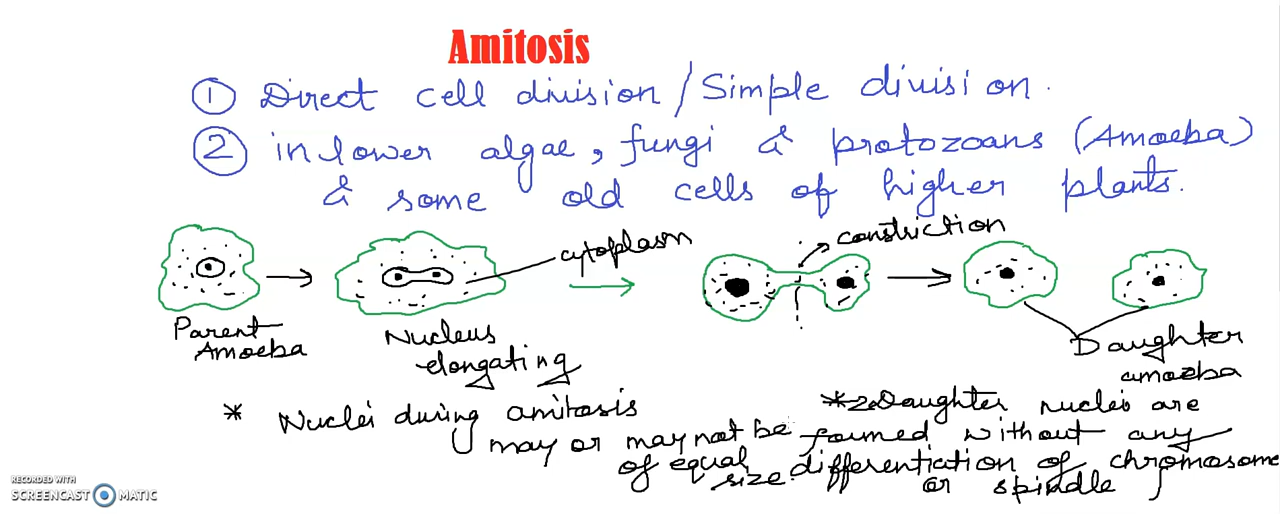 Amitosis
① Direct cell division / Simple division.
② in lower algae, fungi & protozoans (Amoeba)
& some old cells of higher plants.
cytoplasm
constriction
Parent
Amoeba
Nucleus
elongating
Daughter
amoeba
* Nuclei during amitosis
may or may not be
of equal
size.
*2. Daughter nuclei are
formed without any
differentiation of chromosome
or spindle
RECORDED WITH
SCREENCAST MATIC